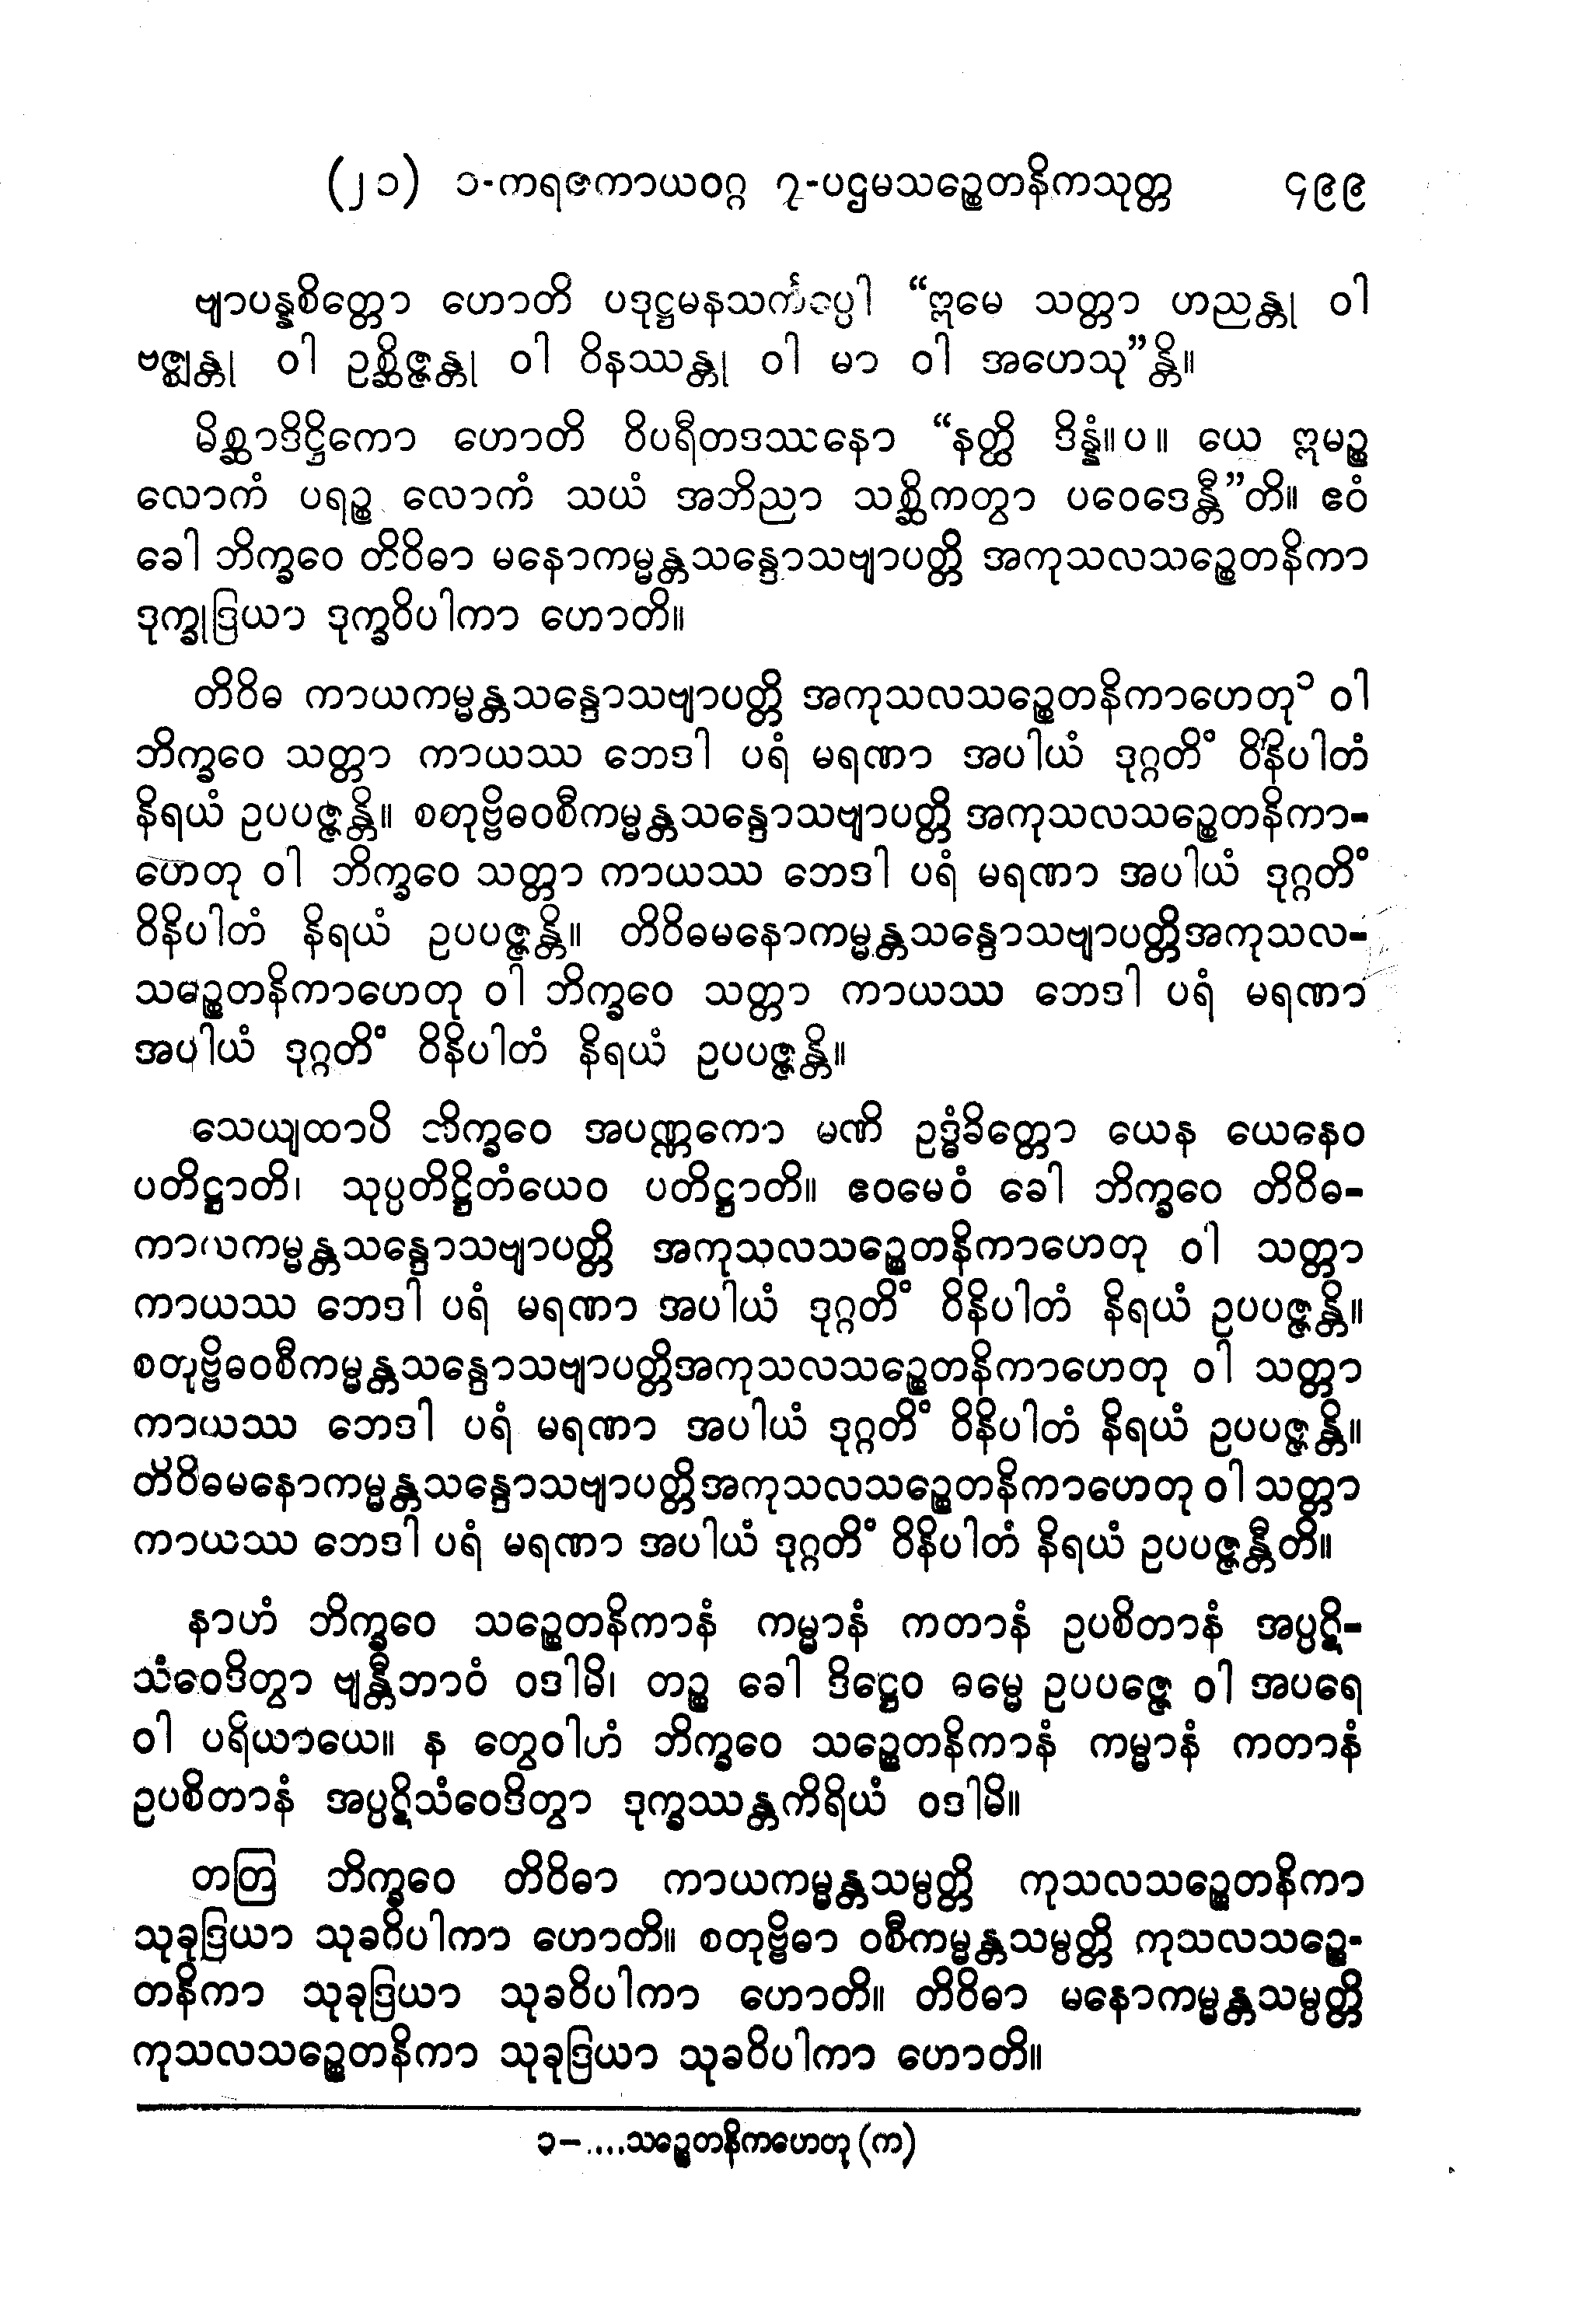 (၂၁) ၁-ကရဇကာယဝဂ္ဂ ၇-ပဌမသဉ္စေတနိကသုတ္တ ၄၉၉
ဗျာပန္နစိတ္တော ဟောတိ ပဒုဋ္ဌမနသင်္ကပ္ပေါ “ဣမေ သတ္တာ ဟညန္တု ဝါ
ဗဇ္ဈန္တု ဝါ ဥစ္ဆိဇ္ဇန္တု ဝါ ဝိနဿန္တု ဝါ မာ ဝါ အဟေသု”န္တိ။
မိစ္ဆာဒိဋ္ဌိကော ဟောတိ ဝိပရီတဒဿနော “နတ္ထိ ဒိန္နံ။ပ။ ယေ ဣမဉ္စ
လောကံ ပရဉ္စ လောကံ သယံ အဘိညာ သစ္ဆိကတွာ ပဝေဒေန္တီ”တိ။ ဧဝံ
ခေါ ဘိက္ခဝေ တိဝိဓာ မနောကမ္မန္တသန္ဒောသဗျာပတ္တိ အကုသလသဉ္စေတနိကာ
ဒုက္ခုဒြယာ ဒုက္ခဝိပါကာ ဟောတိ။
တိဝိဓ ကာယကမ္မန္တသန္ဒောသဗျာပတ္တိ အကုသလသဉ္စေတနိကာဟေတု၁ ဝါ
ဘိက္ခဝေ သတ္တာ ကာယဿ ဘေဒါ ပရံ မရဏာ အပါယံ ဒုဂ္ဂတိံ ဝိနိပါတံ
နိရယံ ဥပပဇ္ဇန္တိ။ စတုဗ္ဗိဓဝစီကမ္မန္တသန္ဒောသဗျာပတ္တိ အကုသလသဉ္စေတနိကာ-
ဟေတု ဝါ ဘိက္ခဝေ သတ္တာ ကာယဿ ဘေဒါ ပရံ မရဏာ အပါယံ ဒုဂ္ဂတိံ
ဝိနိပါတံ နိရယံ ဥပပဇ္ဇန္တိ။ တိဝိဓမနောကမ္မန္တသန္ဒောသဗျာပတ္တိအကုသလ-
သဉ္စေတနိကာဟေတု ဝါ ဘိက္ခဝေ သတ္တာ ကာယဿ ဘေဒါ ပရံ မရဏာ
အပါယံ ဒုဂ္ဂတိံ ဝိနိပါတံ နိရယံ ဥပပဇ္ဇန္တိ။
သေယျထာပိ ဘိက္ခဝေ အပဏ္ဏကော မဏိ ဥဒ္ဓံခိတ္တော ယေန ယေနေဝ
ပတိဋ္ဌာတိ၊ သုပ္ပတိဋ္ဌိတံယေဝ ပတိဋ္ဌာတိ။ ဧဝမေဝံ ခေါ ဘိက္ခဝေ တိဝိဓ-
ကာယကမ္မန္တသန္ဒောသဗျာပတ္တိ အကုသလသဉ္စေတနိကာဟေတု ဝါ သတ္တာ
ကာယဿ ဘေဒါ ပရံ မရဏာ အပါယံ ဒုဂ္ဂတိံ ဝိနိပါတံ နိရယံ ဥပပဇ္ဇန္တိ။
စတုဗ္ဗိဓဝစီကမ္မန္တသန္ဒောသဗျာပတ္တိအကုသလသဉ္စေတနိကာဟေတု ဝါ သတ္တာ
ကာယဿ ဘေဒါ ပရံ မရဏာ အပါယံ ဒုဂ္ဂတိံ ဝိနိပါတံ နိရယံ ဥပပဇ္ဇန္တိ။
တိဝိဓမနောကမ္မန္တသန္ဒောသဗျာပတ္တိအကုသလသဉ္စေတနိကာဟေတု ဝါ သတ္တာ
ကာယဿ ဘေဒါ ပရံ မရဏာ အပါယံ ဒုဂ္ဂတိံ ဝိနိပါတံ နိရယံ ဥပပဇ္ဇန္တီတိ။
နာဟံ ဘိက္ခဝေ သဉ္စေတနိကာနံ ကမ္မာနံ ကတာနံ ဥပစိတာနံ အပ္ပဋိ-
သံဝေဒိတွာ ဗျန္တီဘာဝံ ဝဒါမိ၊ တဉ္စ ခေါ ဒိဋ္ဌေဝ ဓမ္မေ ဥပပဇ္ဇေ ဝါ အပရေ
ဝါ ပရိယာယေ။ န တွေဝါဟံ ဘိက္ခဝေ သဉ္စေတနိကာနံ ကမ္မာနံ ကတာနံ
ဥပစိတာနံ အပ္ပဋိသံဝေဒိတွာ ဒုက္ခဿန္တကိရိယံ ဝဒါမိ။
တတြ ဘိက္ခဝေ တိဝိဓာ ကာယကမ္မန္တသမ္ပတ္တိ ကုသလသဉ္စေတနိကာ
သုခုဒြယာ သုခဝိပါကာ ဟောတိ။ စတုဗ္ဗိဓာ ဝစီကမ္မန္တသမ္ပတ္တိ ကုသလသဉ္စေ-
တနိကာ သုခုဒြယာ သုခဝိပါကာ ဟောတိ။ တိဝိဓာ မနောကမ္မန္တသမ္ပတ္တိ
ကုသလသဉ္စေတနိကာ သုခုဒြယာ သုခဝိပါကာ ဟောတိ။
၁–....သဉ္စေတနိကဟေတု (က)